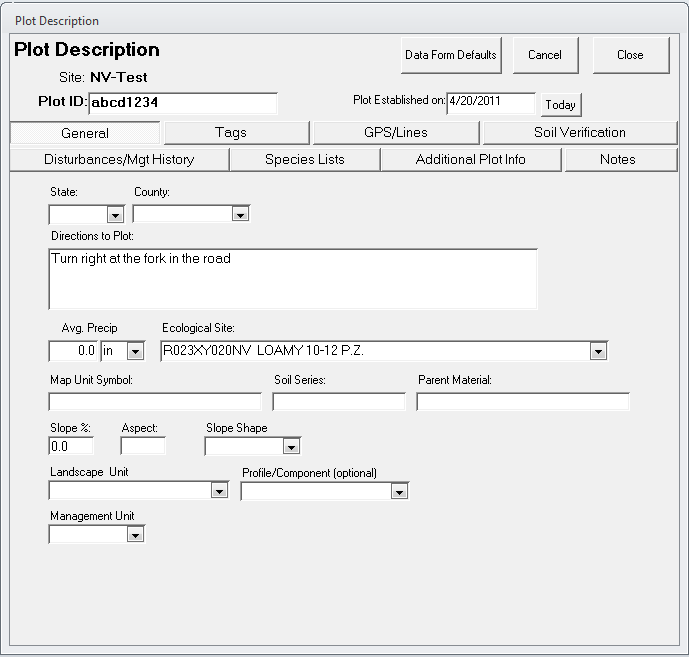 Plot Description
Plot Description
Data Form Defaults Cancel Close
Site: NV-Test
Plot ID: abcd1234 Plot Established on: 4/20/2011 Today
General Tags GPS/Lines Soil Verification
Disturbances/Mgt History Species Lists Additional Plot Info Notes
State: County:
Directions to Plot:
Turn right at the fork in the road
Avg. Precip Ecological Site:
0.0 in R023XY020NV LOAMY 10-12 P.Z.
Map Unit Symbol: Soil Series: Parent Material:
Slope %: Aspect: Slope Shape
0.0
Landscape Unit Profile/Component (optional)
Management Unit